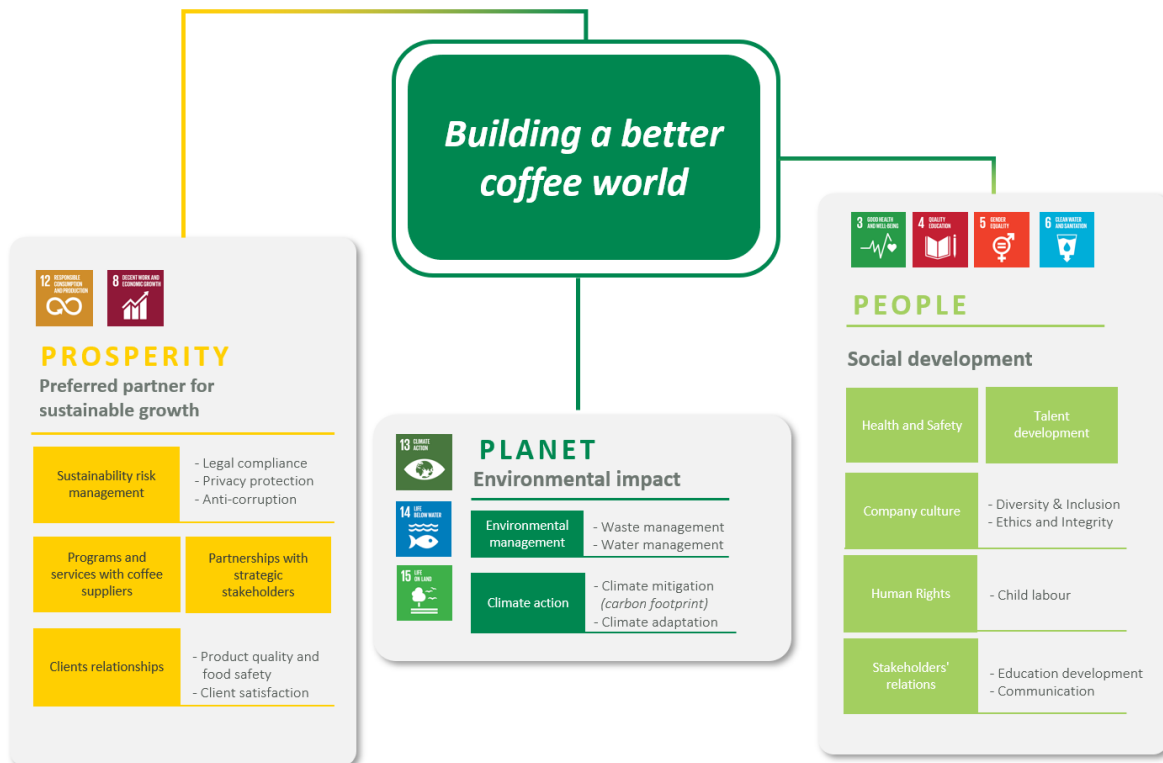 Building a better
coffee world
12 RESPONSIBLE
CONSUMPTION
AND PRODUCTION
8 DECENT WORK AND
ECONOMIC GROWTH
PROSPERITY
Preferred partner for
sustainable growth
Sustainability risk
management
- Legal compliance
- Privacy protection
- Anti-corruption
Programs and
services with coffee
suppliers
Partnerships with
strategic
stakeholders
Clients relationships
- Product quality and
food safety
- Client satisfaction
13 CLIMATE
ACTION
14 LIFE
BELOW WATER
15 LIFE
ON LAND
PLANET
Environmental impact
Environmental
management
- Waste management
- Water management
Climate action
- Climate mitigation
(carbon footprint)
- Climate adaptation
3 GOOD HEALTH
AND WELL-BEING
4 QUALITY
EDUCATION
5 GENDER
EQUALITY
6 CLEAN WATER
AND SANITATION
PEOPLE
Social development
Health and Safety
Talent
development
Company culture
- Diversity & Inclusion
- Ethics and Integrity
Human Rights
- Child labour
Stakeholders'
relations
- Education development
- Communication